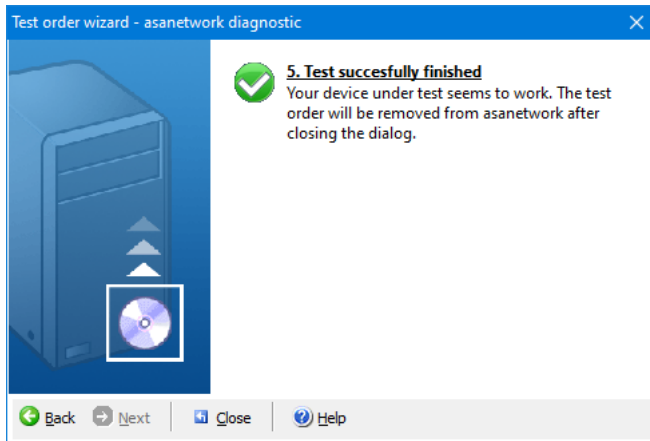 Test order wizard - asanetwork diagnostic
5. Test succesfully finished
Your device under test seems to work. The test
order will be removed from asanetwork after
closing the dialog.
Back Next Close Help